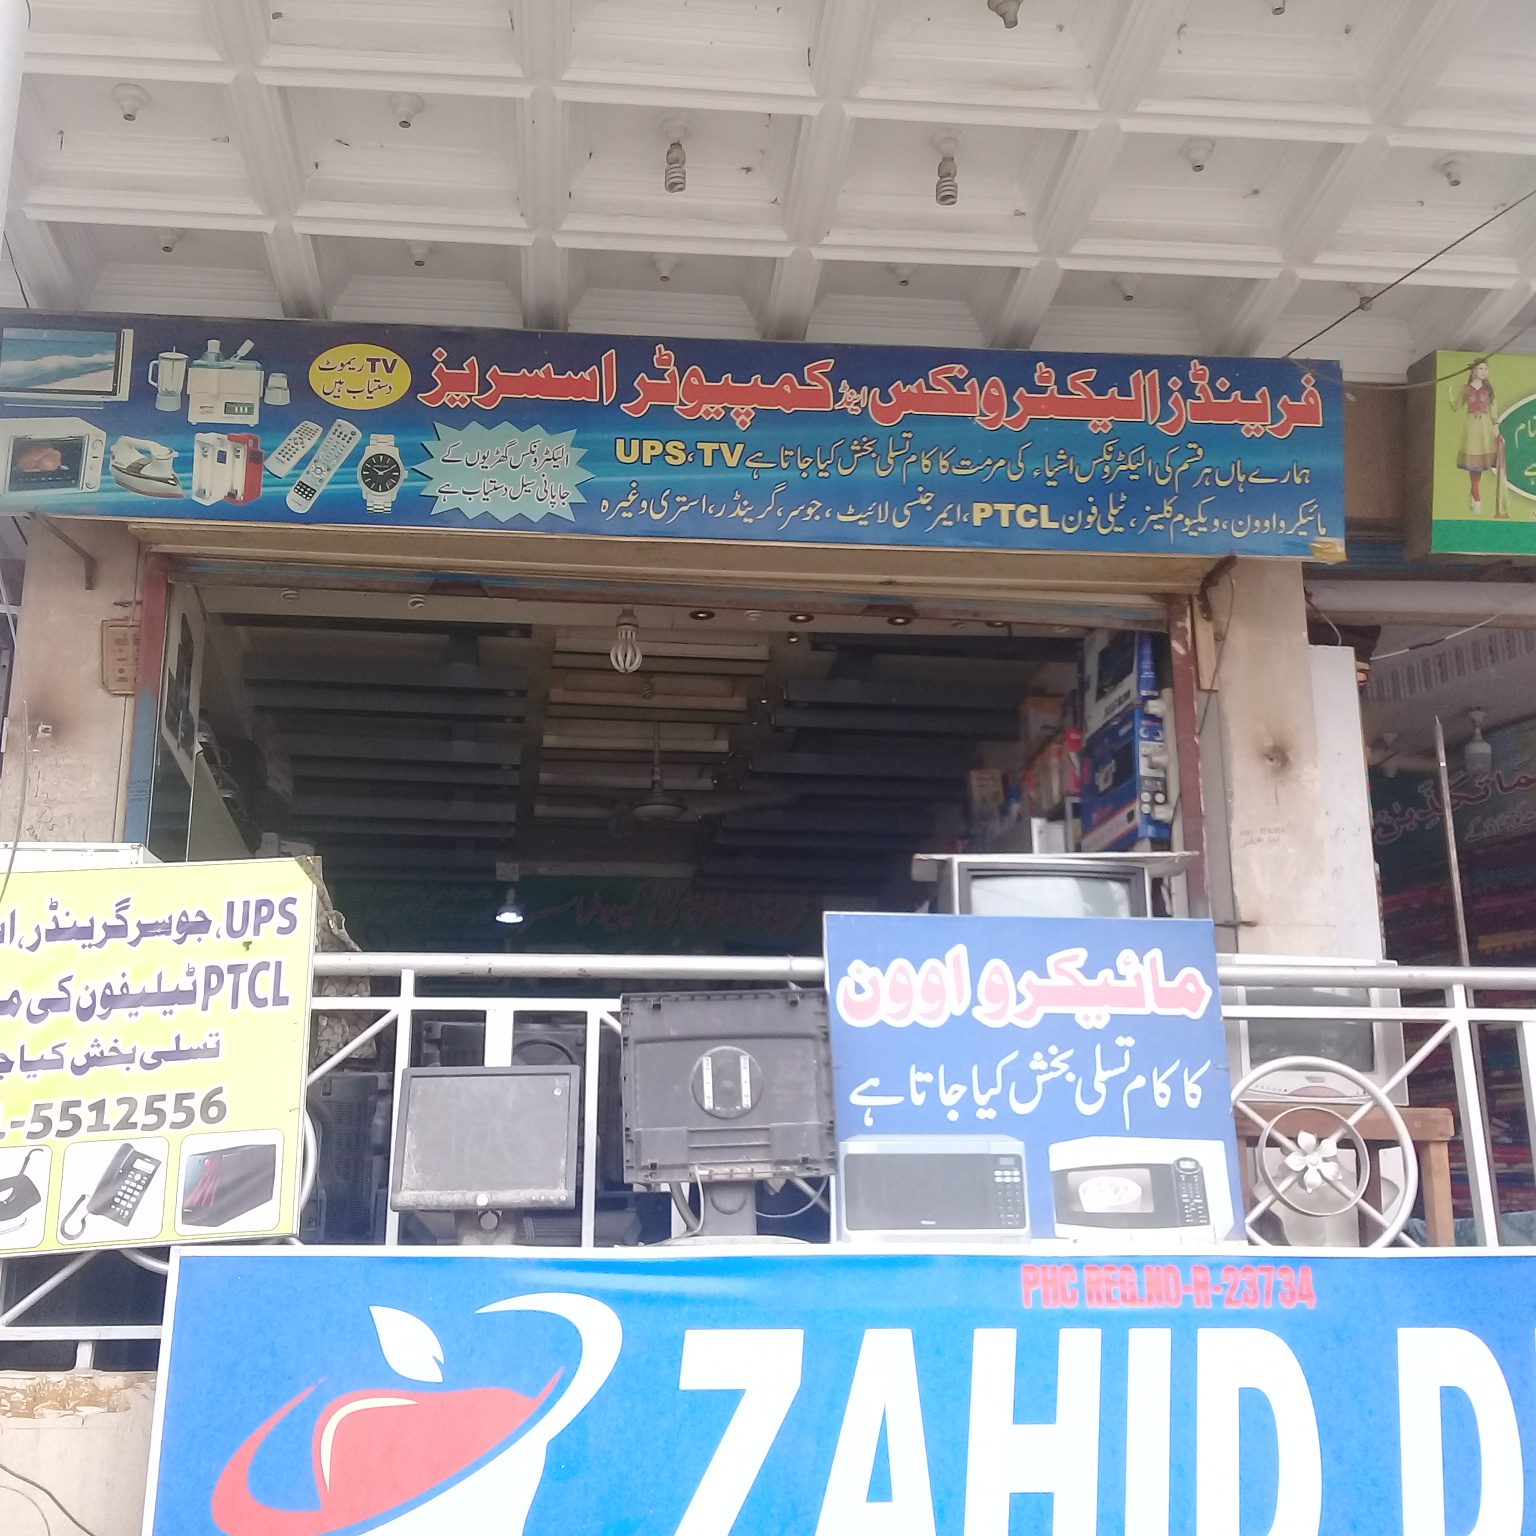 فرینڈز الیکٹرونکس اینڈ کمپیوٹر اسسریز
TV ریموٹ
دستیاب ہیں
ہمارے ہاں ہر قسم کی الیکٹرونکس اشیاء کی مرمت کا کام تسلی بخش کیا جاتا ہے UPS، TV
مائیکرو اوون، ویکیوم کلینر، ٹیلی فون PTCL، ایمرجنسی لائیٹ، جوسر، گرینڈر، استری وغیرہ
الیکٹرونکس گھڑیوں کے
جاپانی سیل دستیاب ہے
UPS، جوسر گرینڈر،
PTCL ٹیلیفون کی
تسلی بخش کیا
-5512556
مائیکرو اوون
کا کام تسلی بخش کیا جاتا ہے
PHC REG.NO-R-23734
ZAHID D